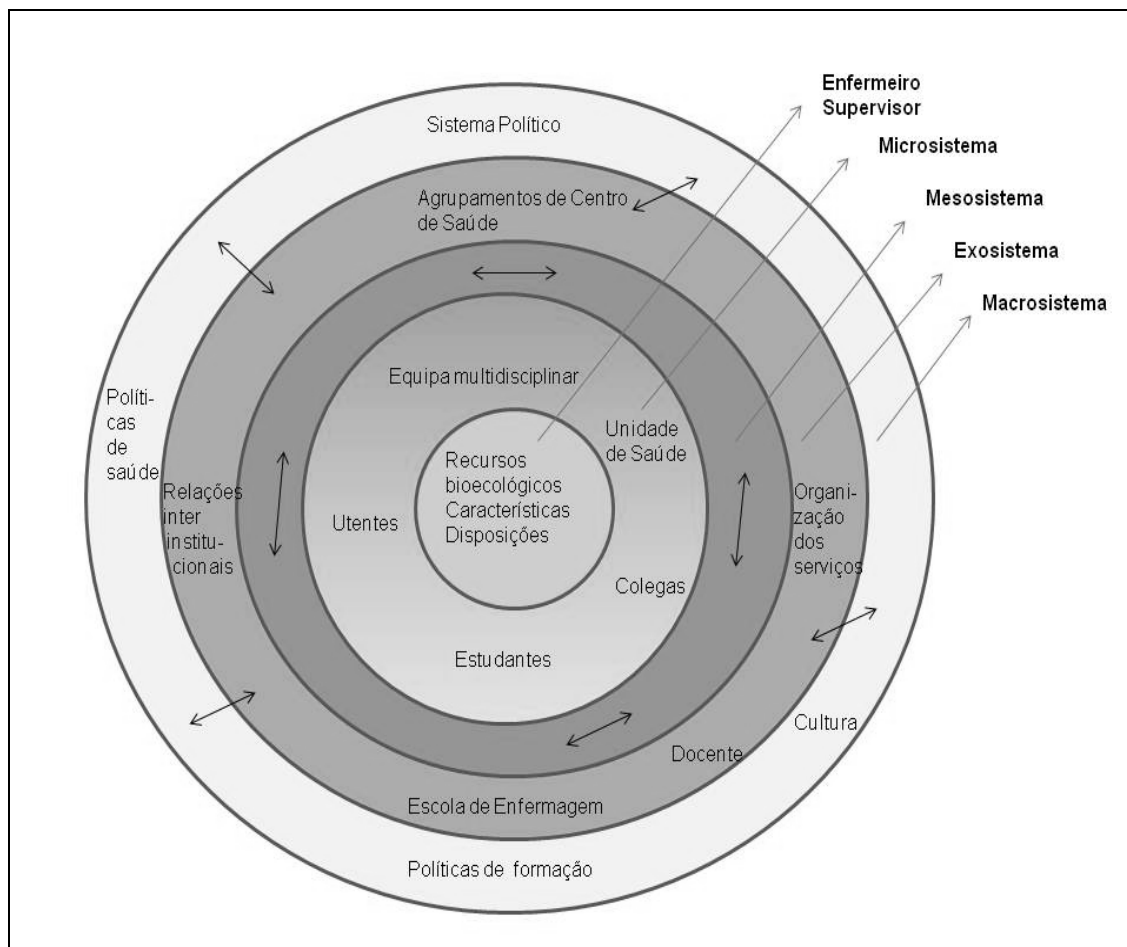 Enfermeiro
Supervisor
Microsistema
Mesosistema
Exosistema
Macrosistema
Sistema Político
Agrupamentos de Centro
de Saúde
Equipa multidisciplinar
Políti-
cas
de
saúde
Unidade
de Saúde
Recursos
bioecológicos
Características
Disposições
Relações
inter
institu-
cionais
Utentes
Organi-
zação
dos
serviços
Colegas
Estudantes
Cultura
Docente
Escola de Enfermagem
Políticas de formação